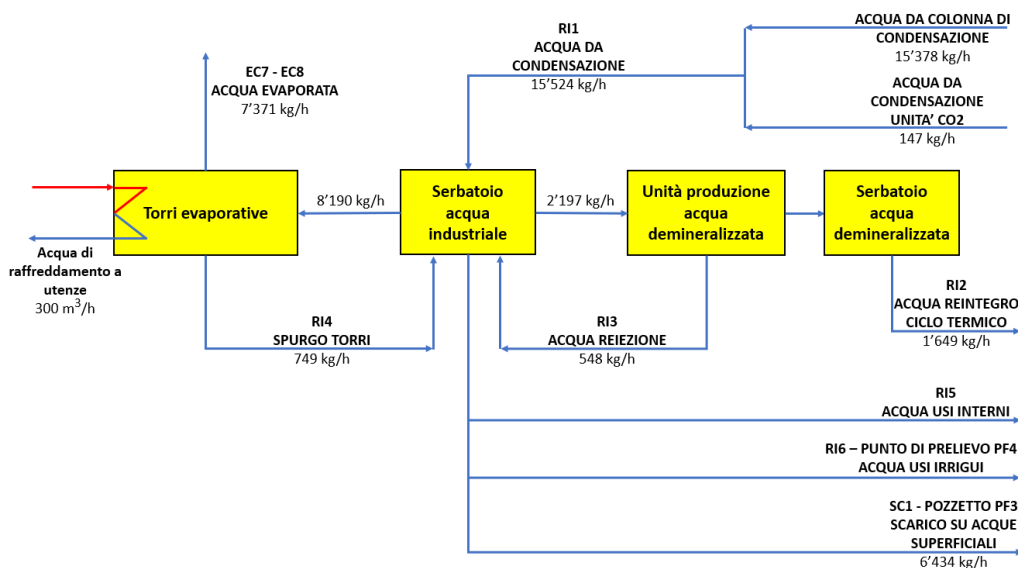 RI1
ACQUA DA
CONDENSAZIONE
15’524 kg/h
ACQUA DA COLONNA DI
CONDENSAZIONE
15’378 kg/h
ACQUA DA
CONDENSAZIONE
UNITA’ CO2
147 kg/h
EC7 - EC8
ACQUA EVAPORATA
7’371 kg/h
Torri evaporative
8’190 kg/h
Serbatoio
acqua
industriale
2’197 kg/h
Unità produzione
acqua
demineralizzata
Serbatoio
acqua
demineralizzata
Acqua di
raffreddamento a
utenze
300 m³/h
RI4
SPURGO TORRI
749 kg/h
RI3
ACQUA REIEZIONE
548 kg/h
RI2
ACQUA REINTEGRO
CICLO TERMICO
1’649 kg/h
RI5
ACQUA USI INTERNI
RI6 – PUNTO DI PRELIEVO PF4
ACQUA USI IRRIGUI
SC1 - POZZETTO PF3
SCARICO SU ACQUE
SUPERFICIALI
6’434 kg/h